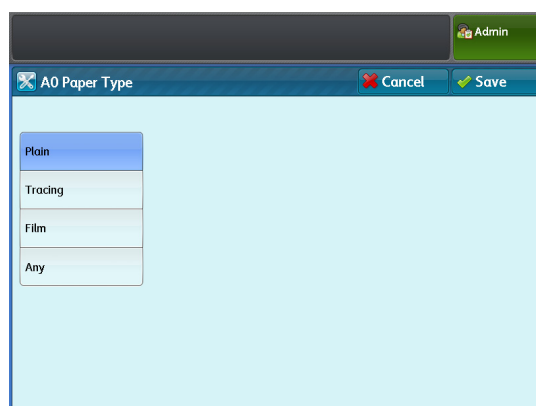 Admin
A0 Paper Type
Cancel
Save
Plain
Tracing
Film
Any